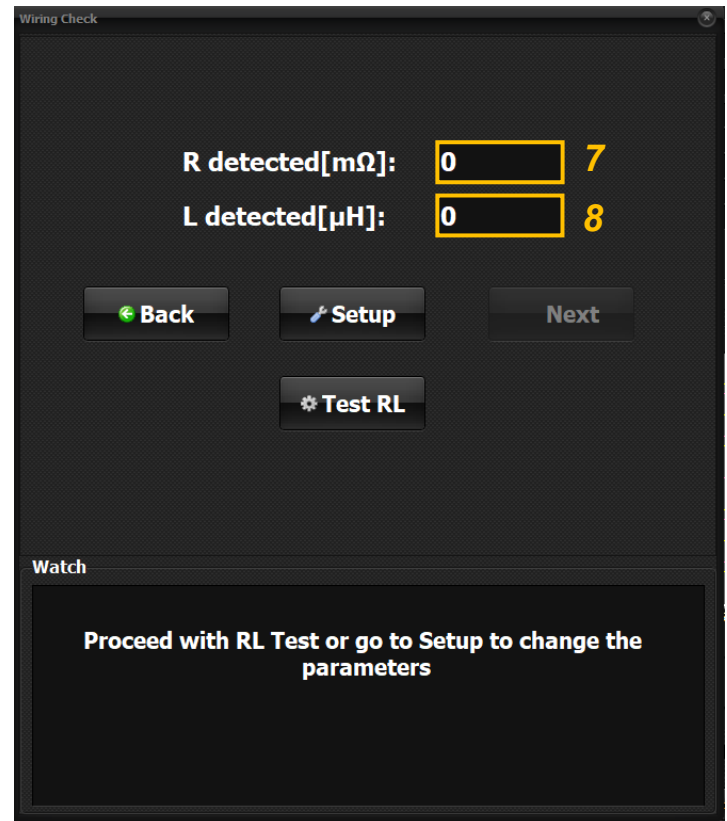 Wiring Check
R detected[mΩ]: 0 7
L detected[µH]: 0 8
Back Setup Next
Test RL
Watch
Proceed with RL Test or go to Setup to change the
parameters